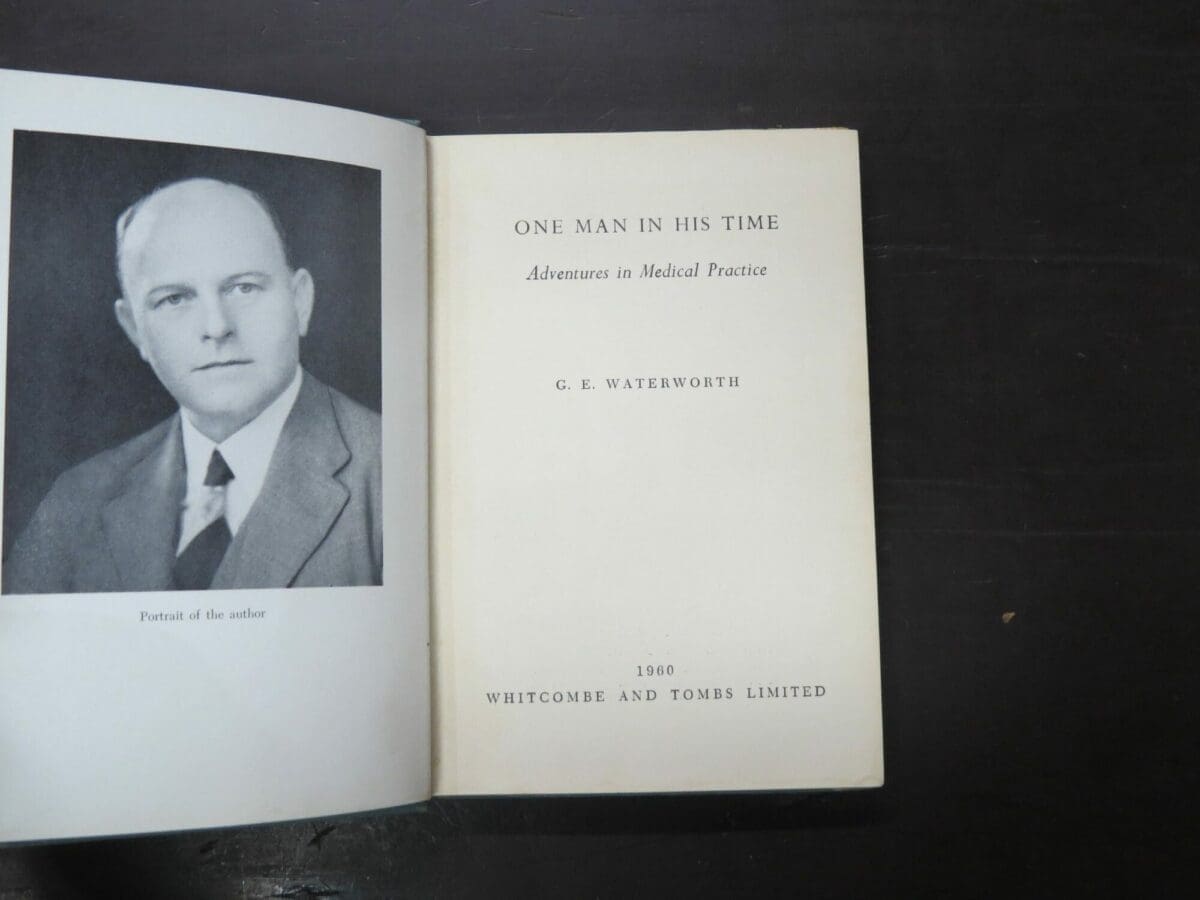 Portrait of the author
ONE MAN IN HIS TIME
Adventures in Medical Practice
G. E. WATERWORTH
1960
WHITCOMBE AND TOMBS LIMITED